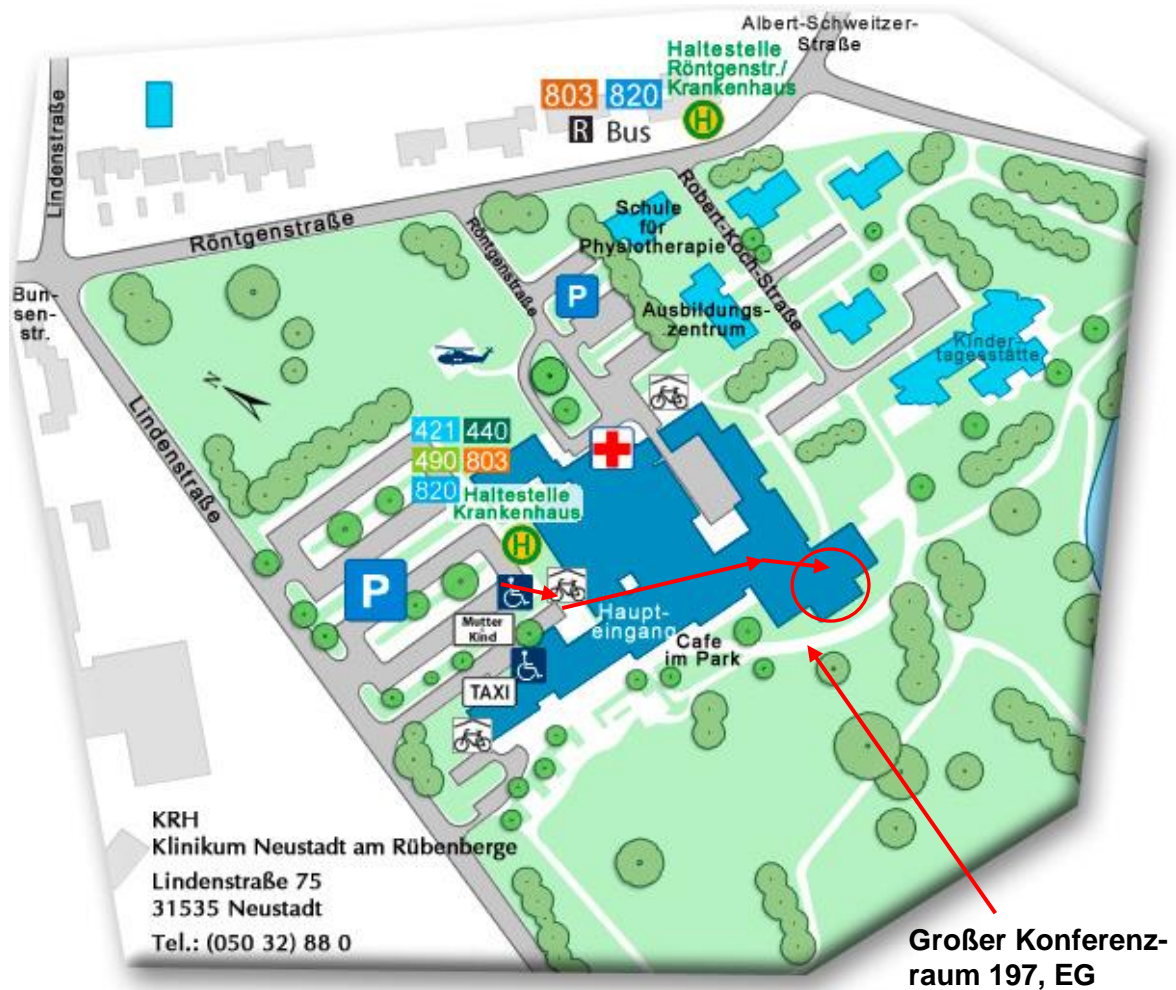 Albert-Schweitzer-
Straße
Haltestelle
Röntgenstr./
Krankenhaus
803 820
H
R Bus
Lindenstraße
Röntgenstraße
Röntgenstraße
Robert-Koch-Straße
Schule
für
Physiotherapie
P
Bun-
sen-
str.
Ausbildungs-
zentrum
Kinder-
tagesstätte
N
Lindenstraße
421 440
490 803
820
Haltestelle
Krankenhaus
H
P
Mutter
Kind
Haupt-
eingang
Cafe
im Park
TAXI
KRH
Klinikum Neustadt am Rübenberge
Lindenstraße 75
31535 Neustadt
Tel.: (050 32) 88 0
Großer Konferenz-
raum 197, EG